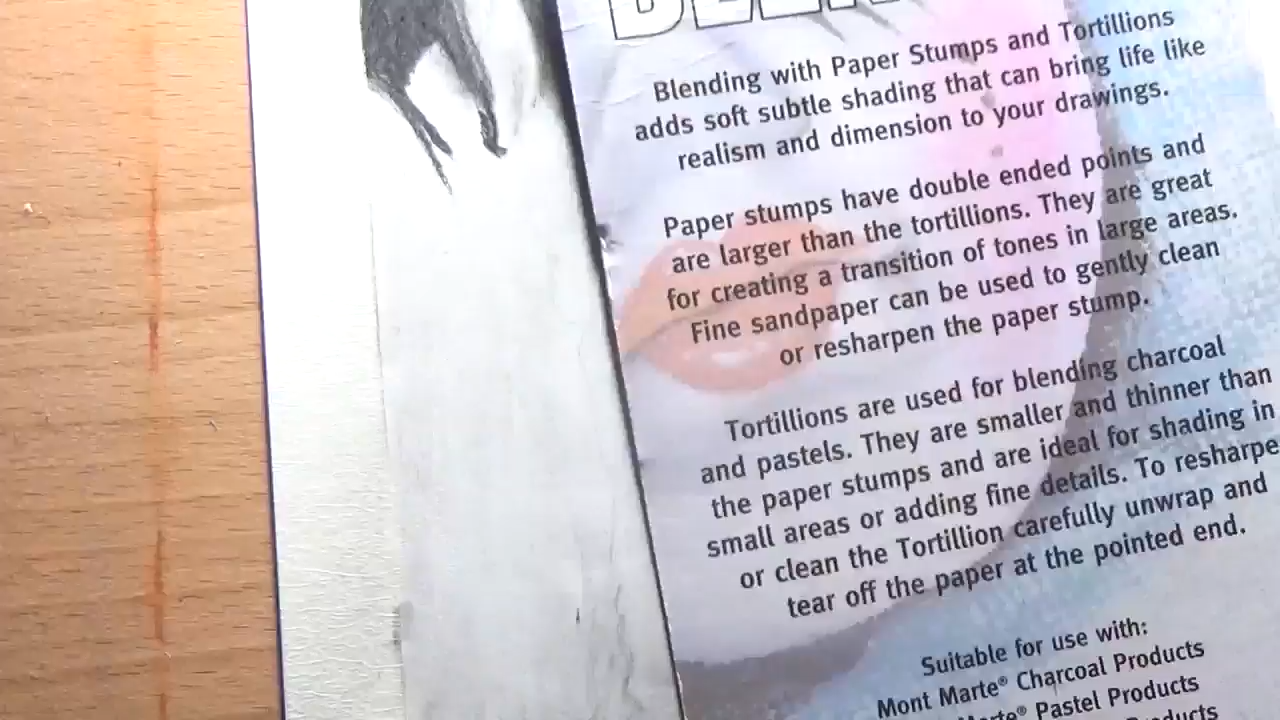 Blending with Paper Stumps and Tortillions
adds soft subtle shading that can bring life like
realism and dimension to your drawings.
Paper stumps have double ended points and
are larger than the tortillions. They are great
for creating a transition of tones in large areas.
Fine sandpaper can be used to gently clean
or resharpen the paper stump.
Tortillions are used for blending charcoal
and pastels. They are smaller and thinner than
the paper stumps and are ideal for shading in
small areas or adding fine details. To resharpe
or clean the Tortillion carefully unwrap and
tear off the paper at the pointed end.
Suitable for use with:
Mont Marte® Charcoal Products
Marte® Pastel Products